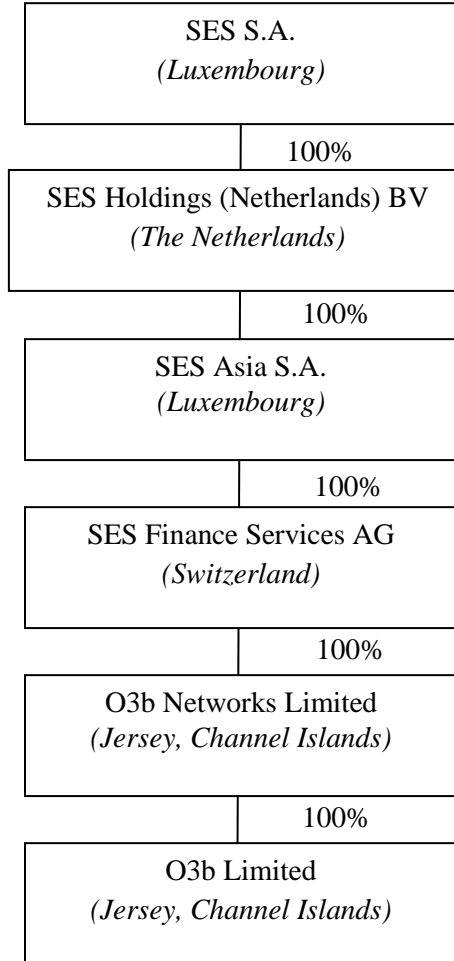 SES S.A.
(Luxembourg)
100%
SES Holdings (Netherlands) BV
(The Netherlands)
100%
SES Asia S.A.
(Luxembourg)
100%
SES Finance Services AG
(Switzerland)
100%
O3b Networks Limited
(Jersey, Channel Islands)
100%
O3b Limited
(Jersey, Channel Islands)